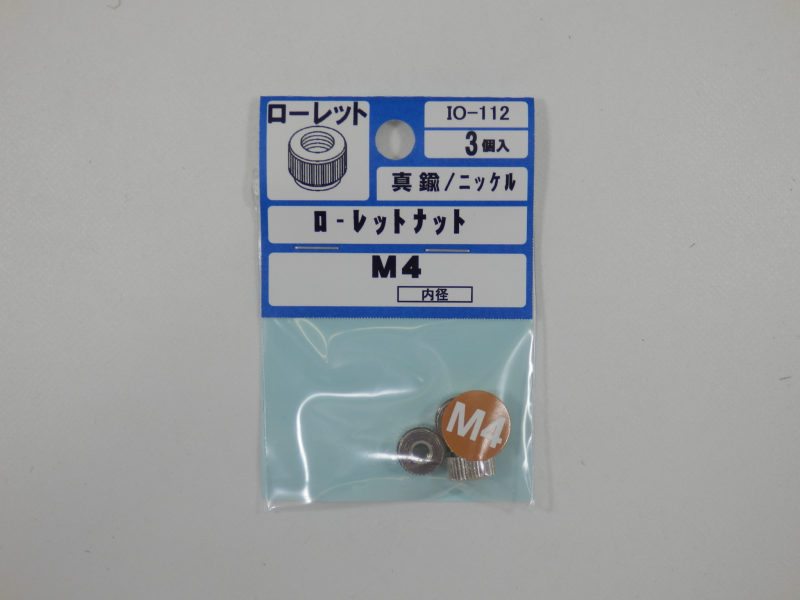 ローレット
IO-112
3個入
真鍮/ニッケル
ロ-レットナット
M4
内径
M4